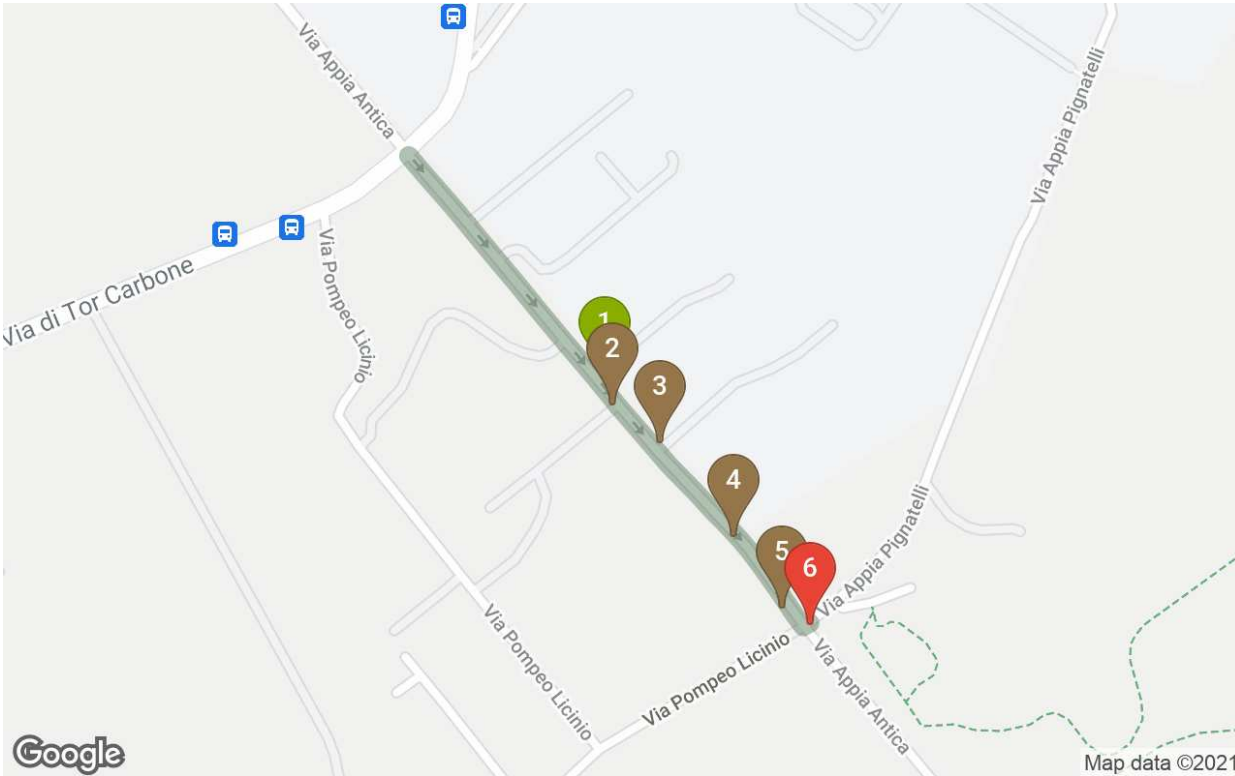 Via Appia Antica
Via Appia Pignatelli
Via di Tor Carbone
Via Pompeo Licinio
1
2
3
4
5
6
Via Appia Pignatelli
Via Pompeo Licinio
Via Pompeo Licinio
Via Appia Antica
Google
Map data ©2021